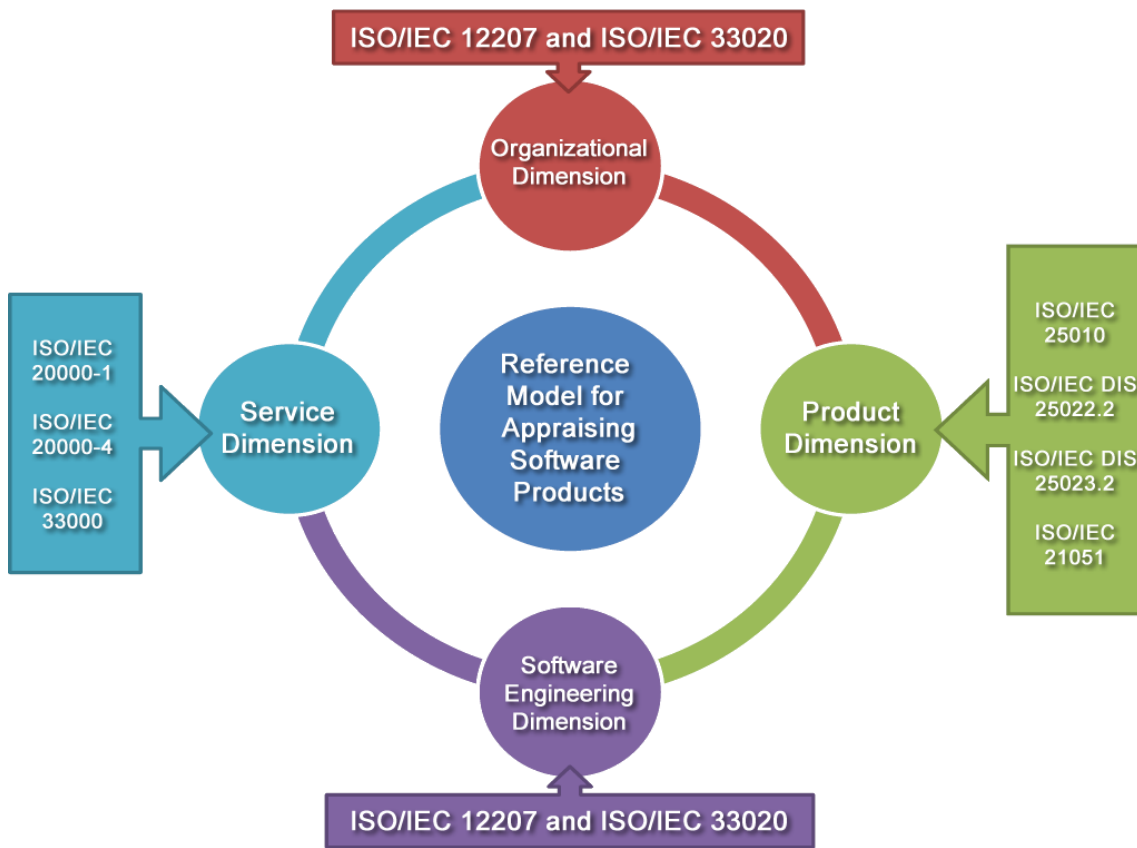 ISO/IEC 12207 and ISO/IEC 33020
Organizational
Dimension
ISO/IEC
20000-1
ISO/IEC
20000-4
ISO/IEC
33000
Service
Dimension
Reference
Model for
Appraising
Software
Products
Product
Dimension
ISO/IEC
25010
ISO/IEC DIS
25022.2
ISO/IEC DIS
25023.2
ISO/IEC
21051
Software
Engineering
Dimension
ISO/IEC 12207 and ISO/IEC 33020